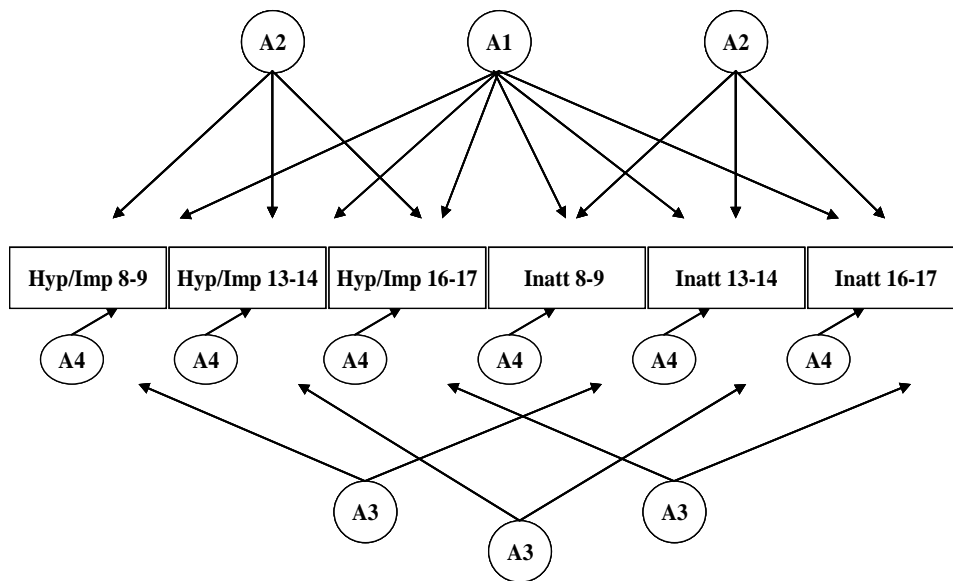 A2 A1 A2
Hyp/Imp 8-9 Hyp/Imp 13-14 Hyp/Imp 16-17 Inatt 8-9 Inatt 13-14 Inatt 16-17
A4 A4 A4 A4 A4 A4
A3 A3
A3